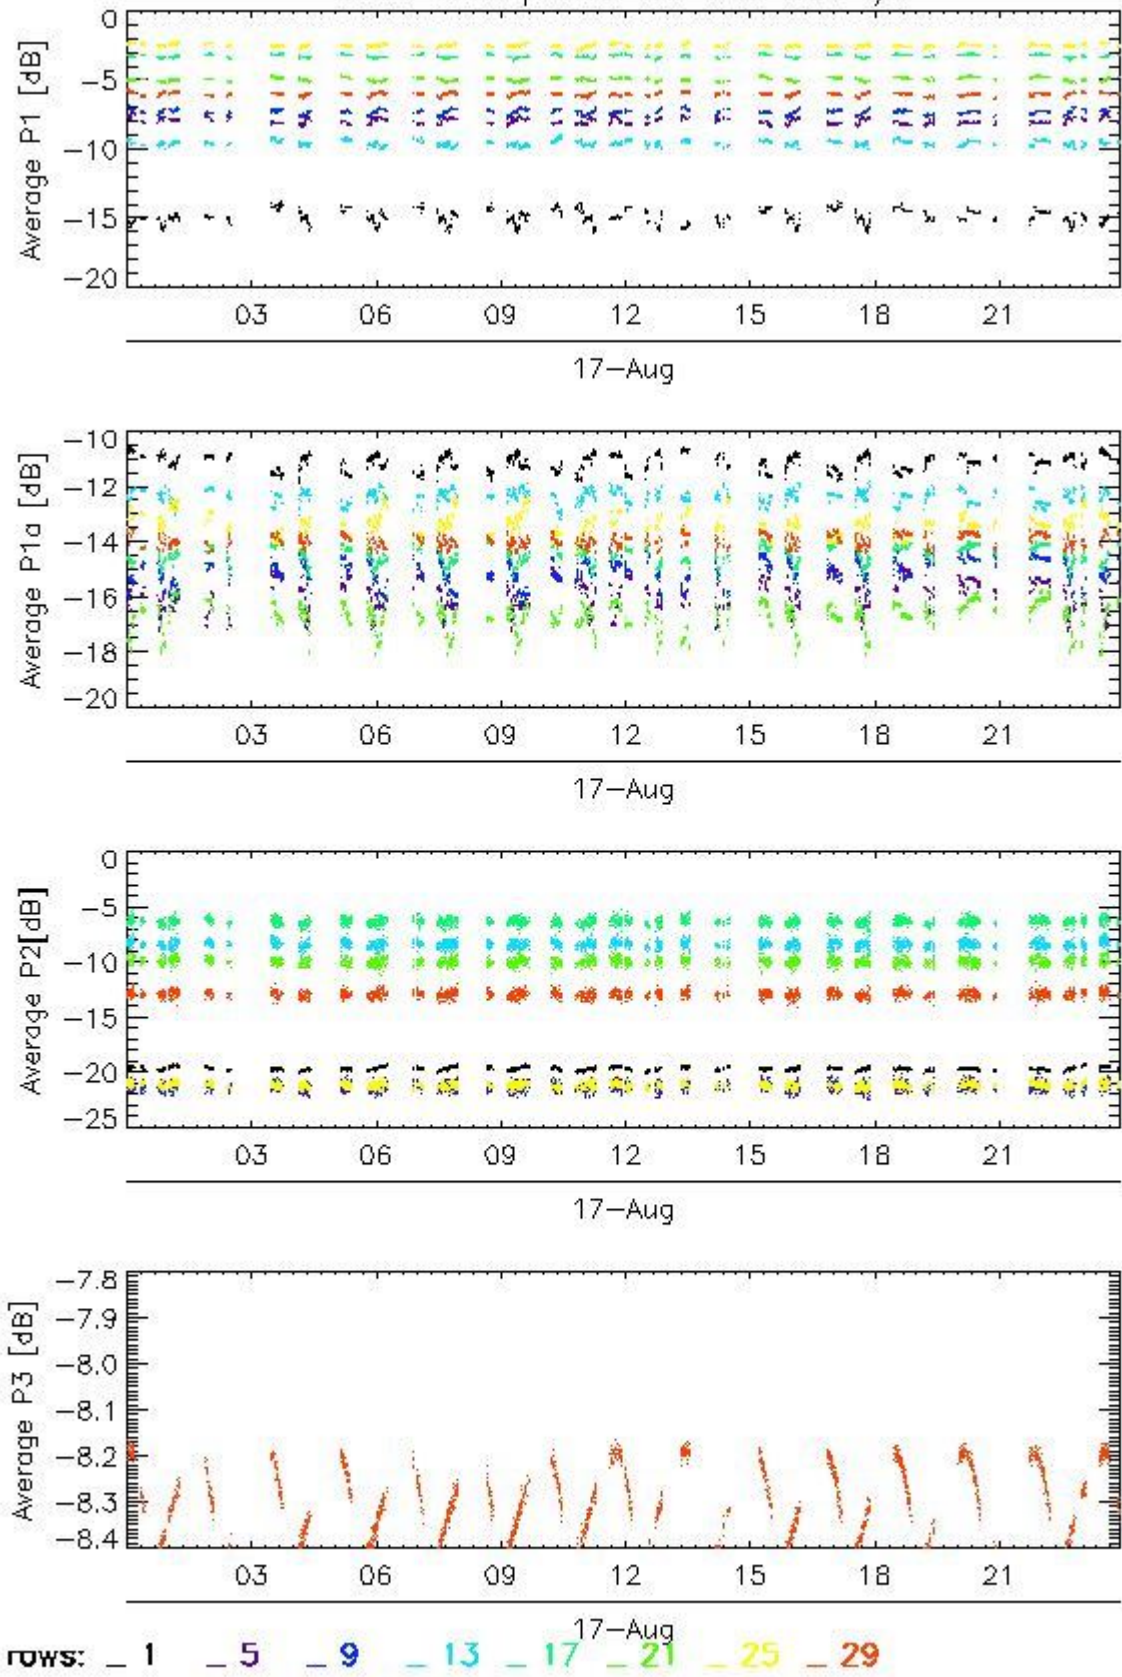 0
−5
−10
−15
−20
Average P1 [dB]
03 06 09 12 15 18 21
17−Aug
−10
−12
−14
−16
−18
−20
Average P1a [dB]
03 06 09 12 15 18 21
17−Aug
0
−5
−10
−15
−20
−25
Average P2[dB]
03 06 09 12 15 18 21
17−Aug
−7.8
−7.9
−8.0
−8.1
−8.2
−8.3
−8.4
Average P3 [dB]
03 06 09 12 15 18 21
17−Aug
rows: _ 1 _ 5 _ 9 _ 13 _ 17 _ 21 _ 25 _ 29